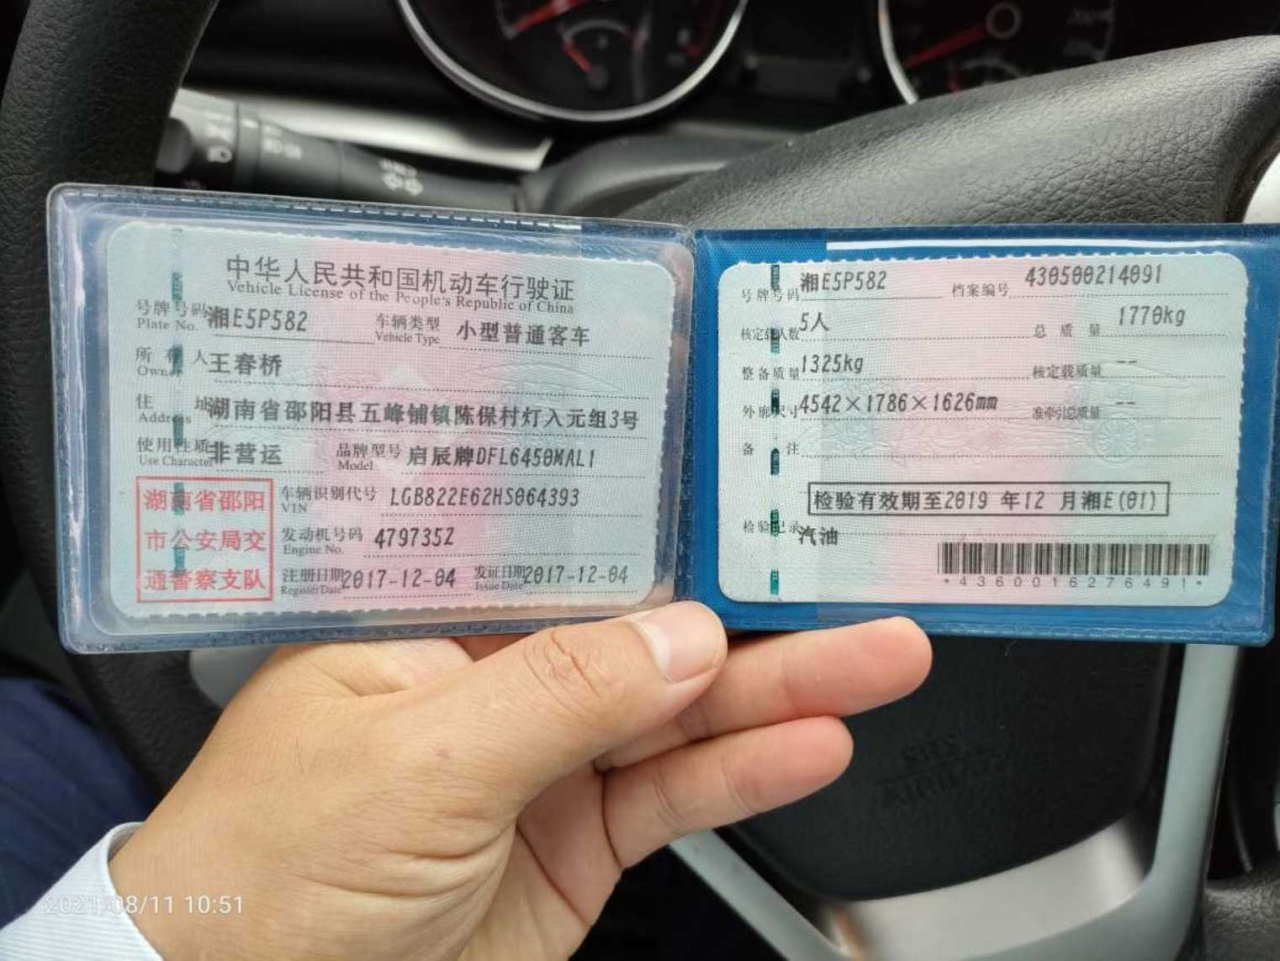 中华人民共和国机动车行驶证
Vehicle License of the People's Republic of China
号牌号码 湘E5P582 车辆类型 小型普通客车
Plate No. Vehicle Type
所有人 王春桥
Owner
住址 湖南省邵阳县五峰铺镇陈保村灯入元组3号
Address
使用性质 非营运 品牌型号 启辰牌DFL6450MAL1
Use Character Model
湖南省邵阳
市公安局交
通警察支队
车辆识别代号 LGB822E62HS064393
VIN
发动机号码 479735Z
Engine No.
注册日期 2017-12-04 发证日期 2017-12-04
Register Date Issue Date
号牌号码 湘E5P582 档案编号 430500214091
核定载人数 5人 总质量 1770kg
整备质量 1325kg 核定载质量 --
外廓尺寸 4542×1786×1626mm 准牵引总质量 --
备注
检验有效期至2019 年12 月湘E(01)
检验记录 汽油
*4360016276491*
SRS
AIRBAG
2021/08/11 10:51